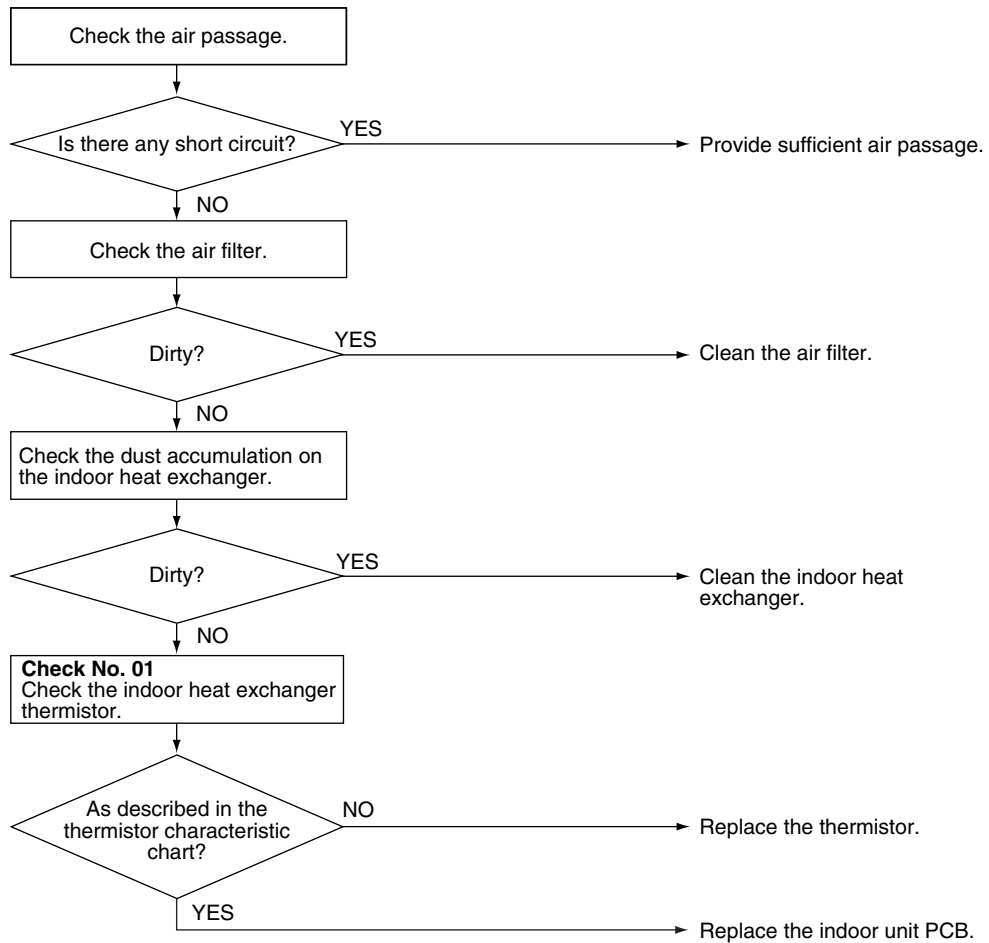 Check the air passage.
Is there any short circuit?
YES
Provide sufficient air passage.
NO
Check the air filter.
Dirty?
YES
Clean the air filter.
NO
Check the dust accumulation on
the indoor heat exchanger.
Dirty?
YES
Clean the indoor heat
exchanger.
NO
Check No. 01
Check the indoor heat exchanger
thermistor.
As described in the
thermistor characteristic
chart?
NO
Replace the thermistor.
YES
Replace the indoor unit PCB.